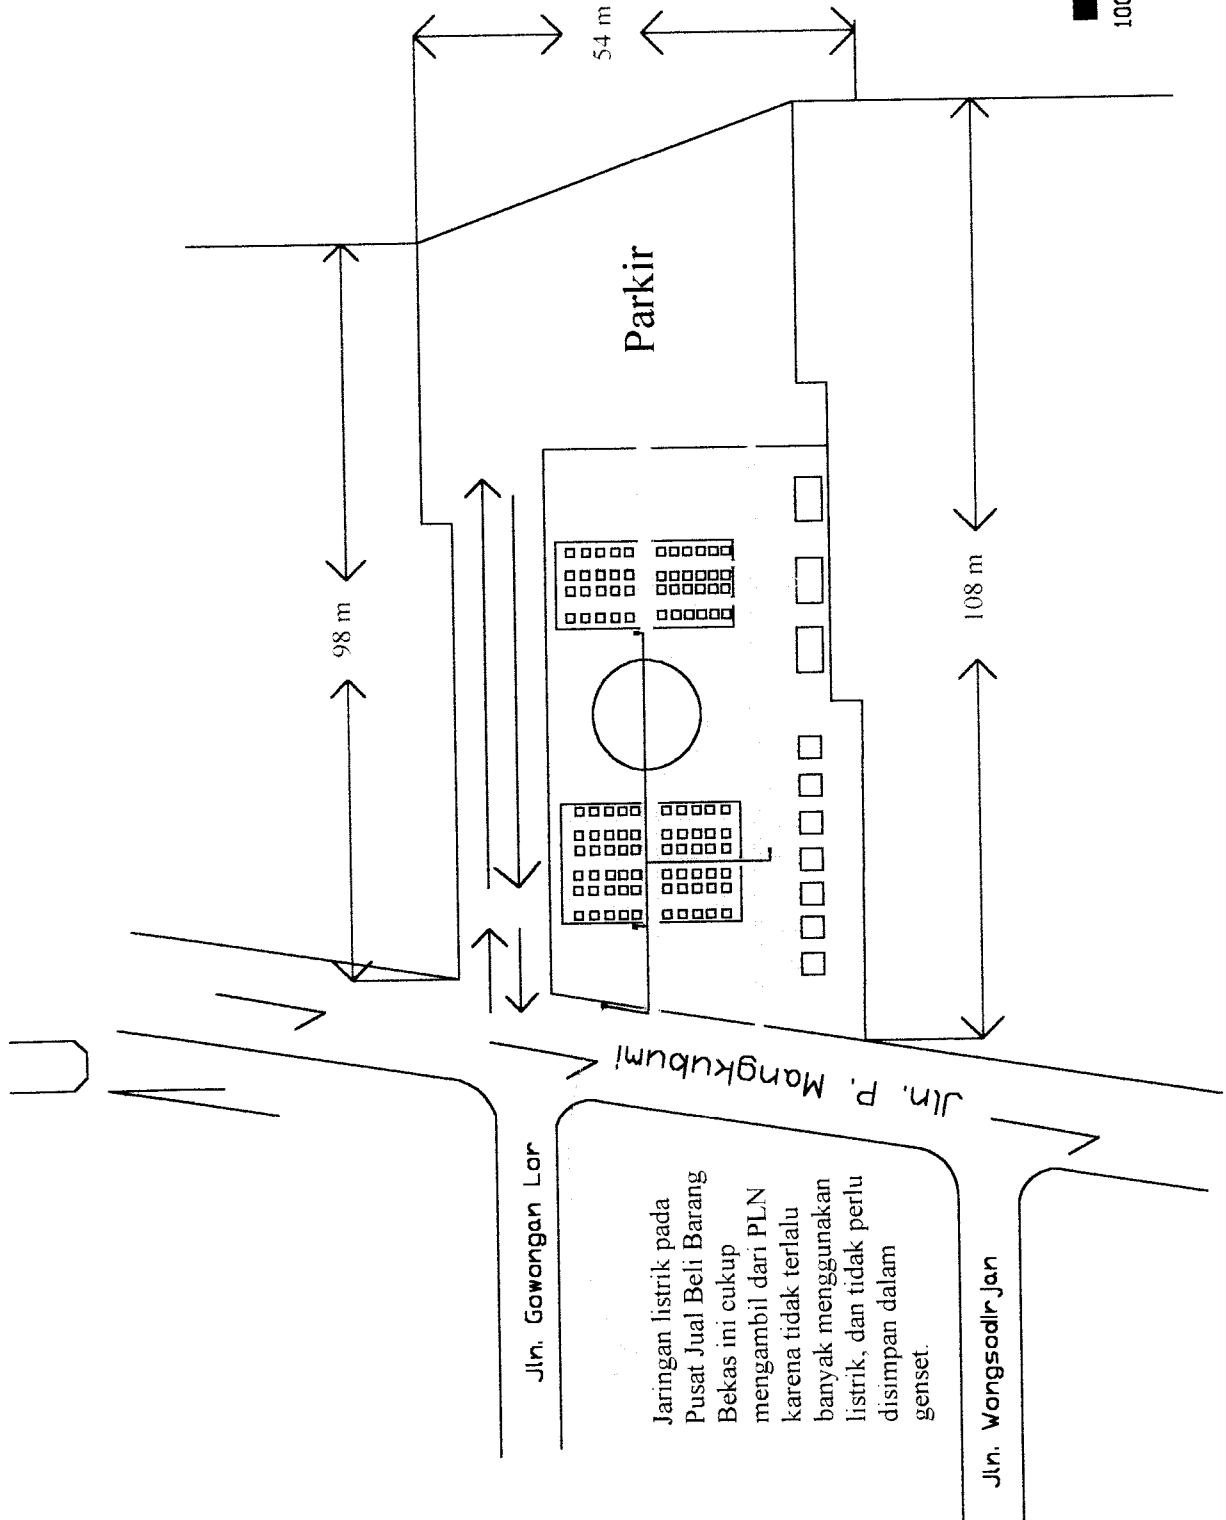 54 m
100
Parkir
98 m
108 m
Jln. P. Mangkubumi
Jln. Gowongan Lor
Jaringan listrik pada
Pusat Jual Beli Barang
Bekas ini cukup
mengambil dari PLN
karena tidak terlalu
banyak menggunakan
listrik, dan tidak perlu
disimpan dalam
genset.
Jln. Wongsodirjan